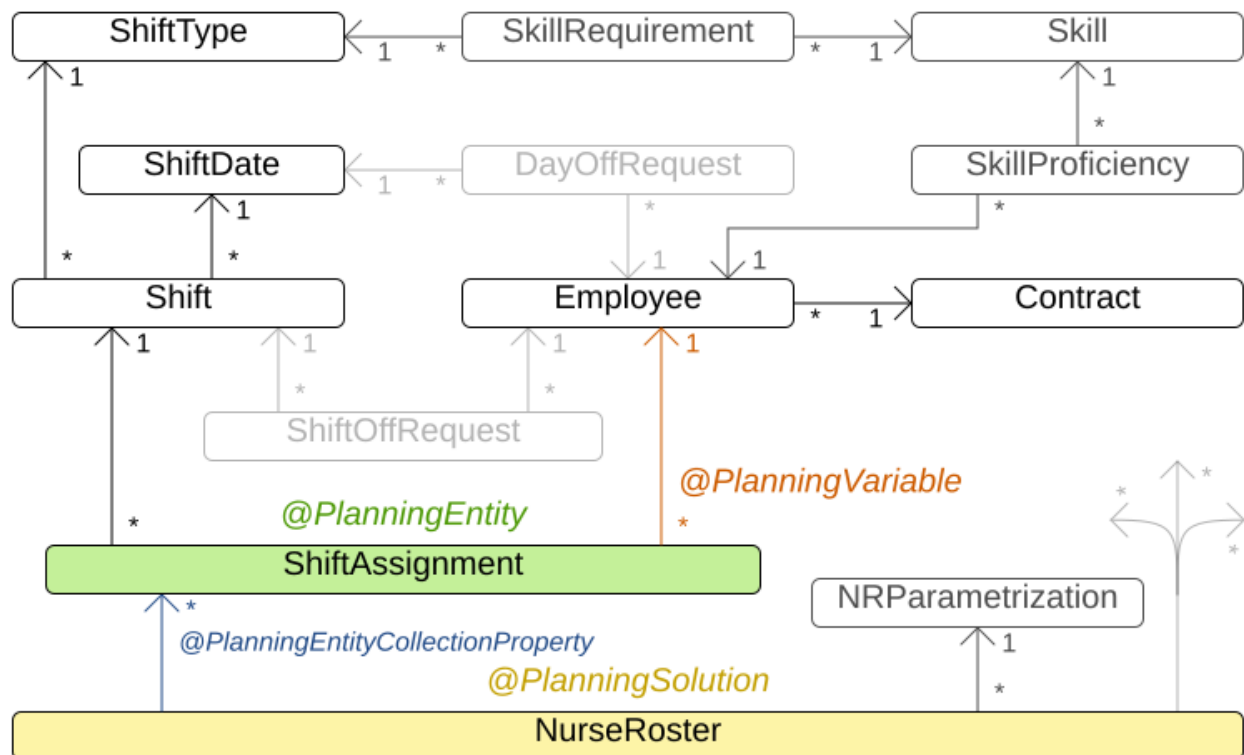 ShiftType
SkillRequirement
Skill
1
*
*
1
1
1
*
ShiftDate
DayOffRequest
SkillProficiency
1
*
1
*
*
*
*
1
1
Shift
Employee
Contract
*
1
1
1
1
1
*
*
ShiftOffRequest
@PlanningVariable
*
*
@PlanningEntity
*
*
*
ShiftAssignment
NRParametrization
*
@PlanningEntityCollectionProperty
1
@PlanningSolution
*
NurseRoster